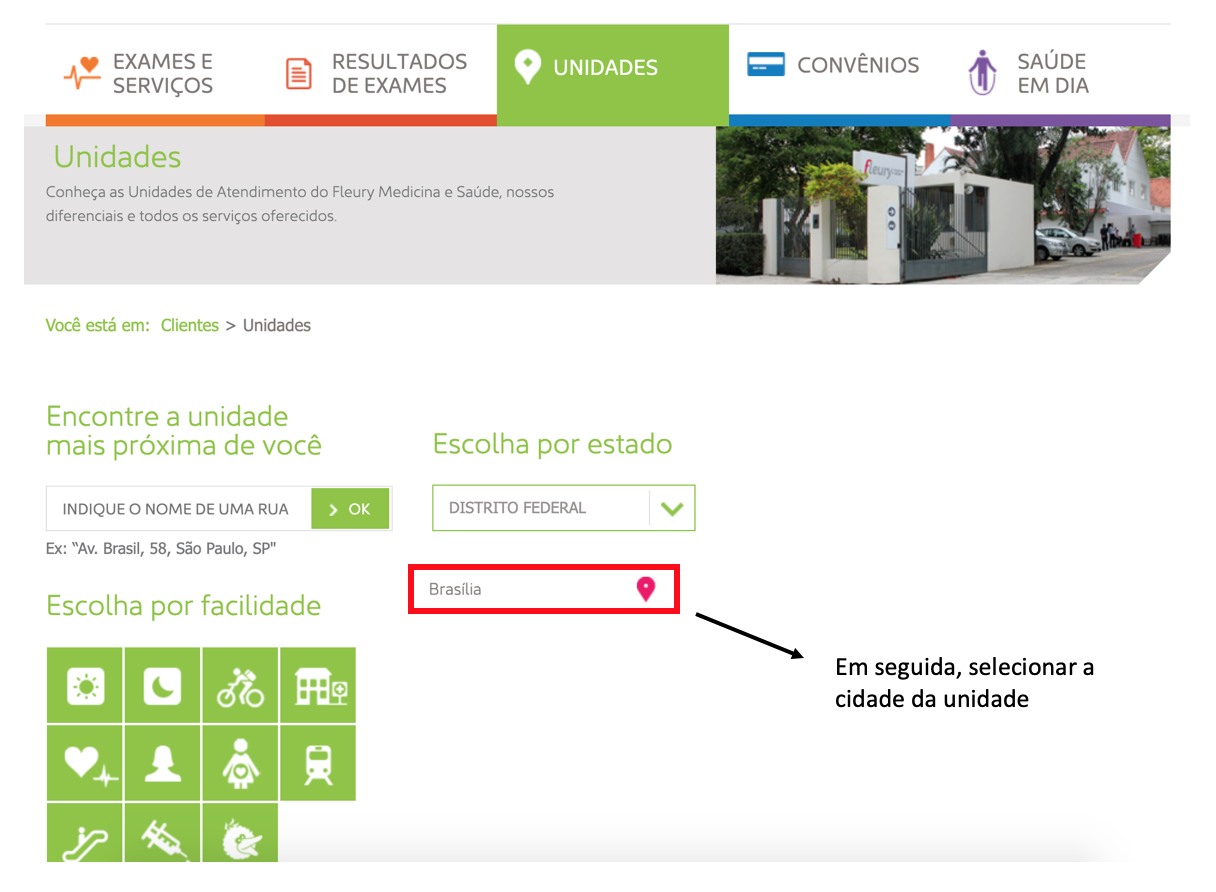 EXAMES E
SERVIÇOS
RESULTADOS
DE EXAMES
UNIDADES
CONVÊNIOS
SAÚDE
EM DIA
Unidades
Conheça as Unidades de Atendimento do Fleury Medicina e Saúde, nossos
diferenciais e todos os serviços oferecidos.
fleury
Você está em: Clientes > Unidades
Encontre a unidade
mais próxima de você
INDIQUE O NOME DE UMA RUA
> OK
Ex: “Av. Brasil, 58, São Paulo, SP"
Escolha por estado
DISTRITO FEDERAL
Brasília
Escolha por facilidade
Em seguida, selecionar a
cidade da unidade